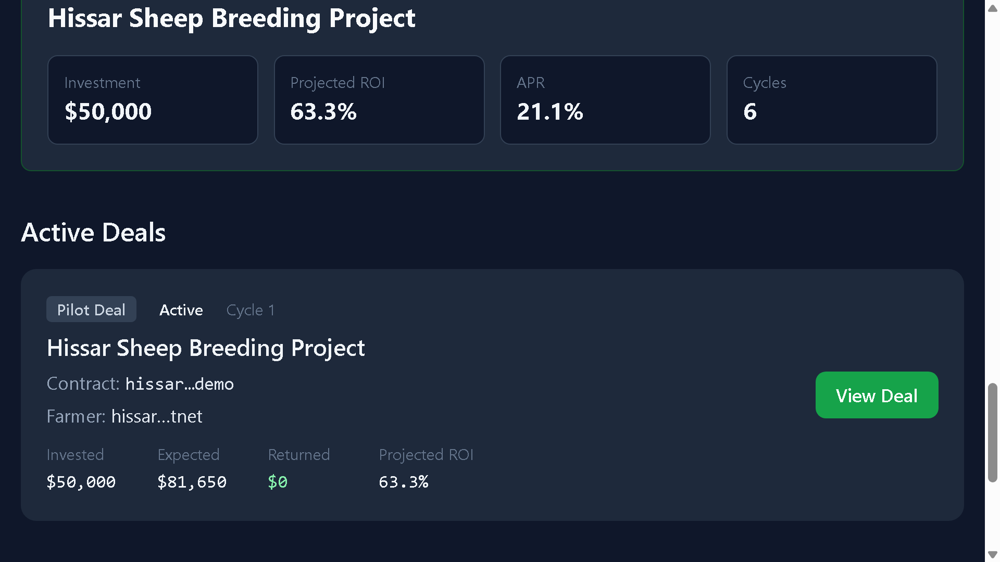 Hissar Sheep Breeding Project
Investment
$50,000
Projected ROI
63.3%
APR
21.1%
Cycles
6
Active Deals
Pilot Deal Active Cycle 1
Hissar Sheep Breeding Project
Contract: hissar…demo
Farmer: hissar…tnet
View Deal
Invested Expected Returned Projected ROI
$50,000 $81,650 $0 63.3%